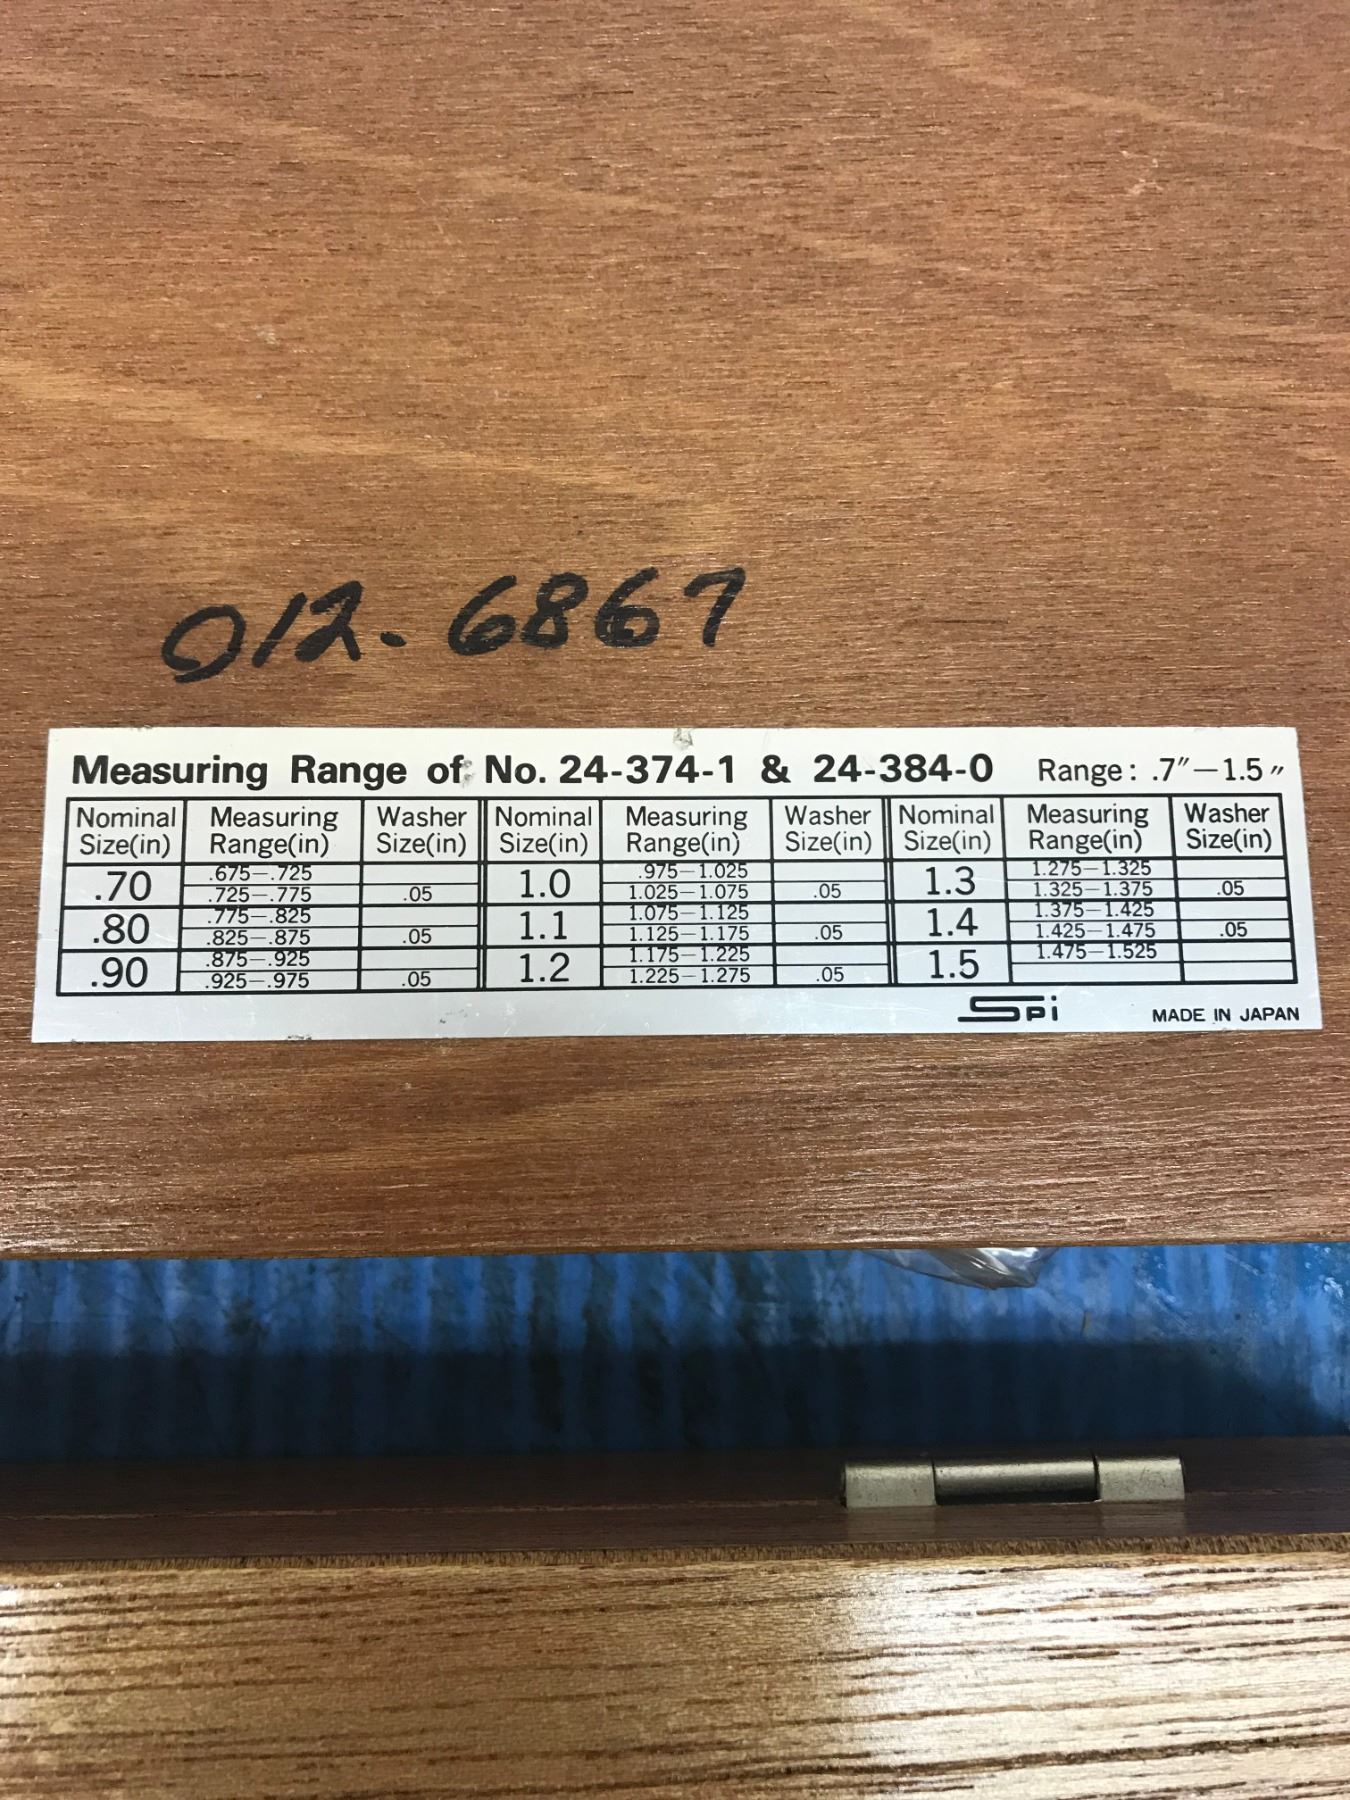 012-6867
Measuring Range of No. 24-374-1 & 24-384-0 Range: .7″—1.5″
Nominal Size(in) Measuring Range(in) Washer Size(in) Nominal Size(in) Measuring Range(in) Washer Size(in) Nominal Size(in) Measuring Range(in) Washer Size(in)
.70 .675—.725 1.0 .975—1.025 1.3 1.275—1.325
.725—.775 .05 1.025—1.075 .05 1.325—1.375 .05
.80 .775—.825 1.1 1.075—1.125 1.4 1.375—1.425
.825—.875 .05 1.125—1.175 .05 1.425—1.475 .05
.90 .875—.925 1.2 1.175—1.225 1.5 1.475—1.525
.925—.975 .05 1.225—1.275 .05
SPi MADE IN JAPAN